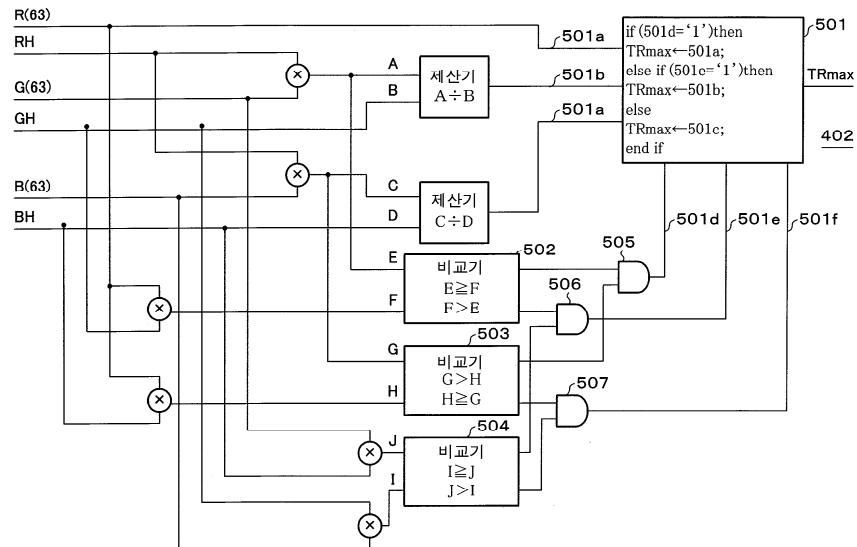 R(63)
RH
G(63)
GH
B(63)
BH
A
B
제산기
A÷B
501a
501b
501a
501
if (501d='1')then
TRmax←501a;
else if (501e='1')then
TRmax←501b;
else
TRmax←501c;
end if
TRmax
402
C
D
제산기
C÷D
501d
501e
501f
502
E
F
비교기
E≧F
F>E
505
506
503
G
H
비교기
G>H
H≧G
507
504
J
I
비교기
I≧J
J>I